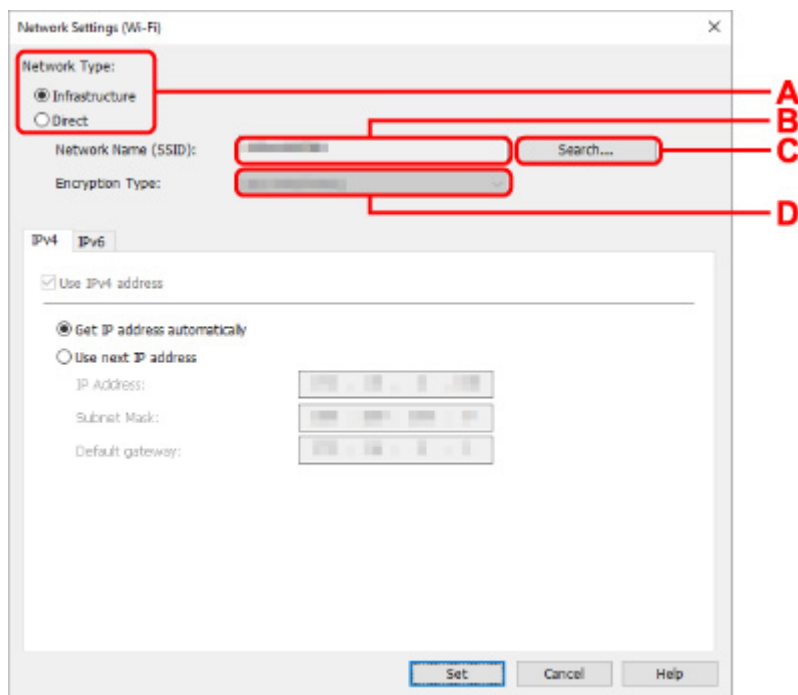 Network Settings (Wi-Fi)
Network Type:
Infrastructure
Direct
A
B
Network Name (SSID):
Search...
C
Encryption Type:
D
IPv4 IPv6
Use IPv4 address
Get IP address automatically
Use next IP address
IP Address:
Subnet Mask:
Default gateway:
Set Cancel Help